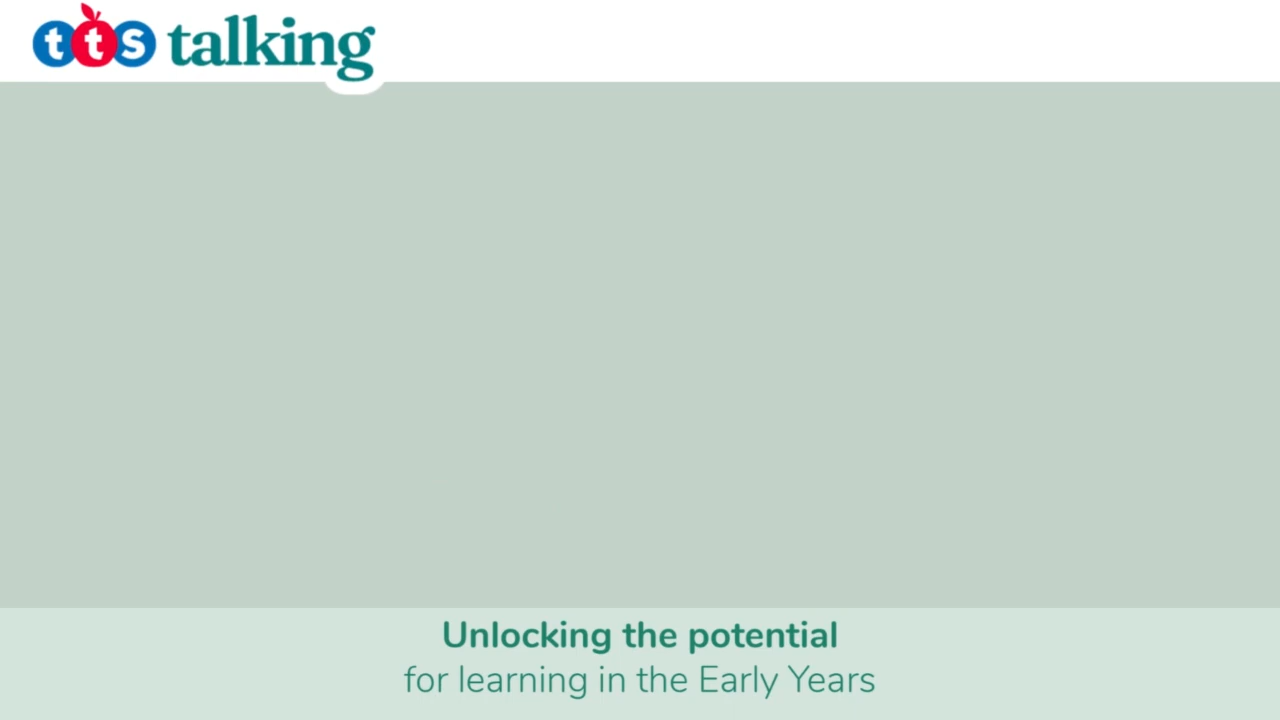 tts talking
Unlocking the potential
for learning in the Early Years